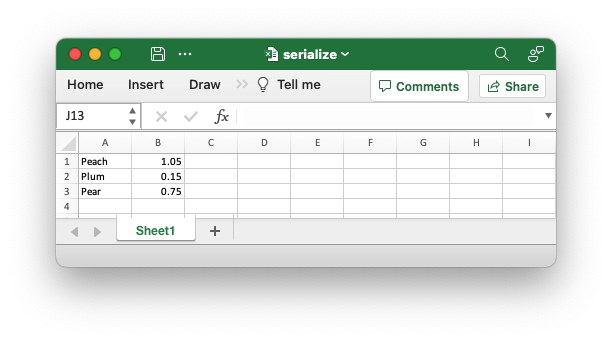 serialize
Home Insert Draw Tell me Comments Share
J13 fx
A B C D E F G H I
1 Peach 1.05
2 Plum 0.15
3 Pear 0.75
4
Sheet1 +